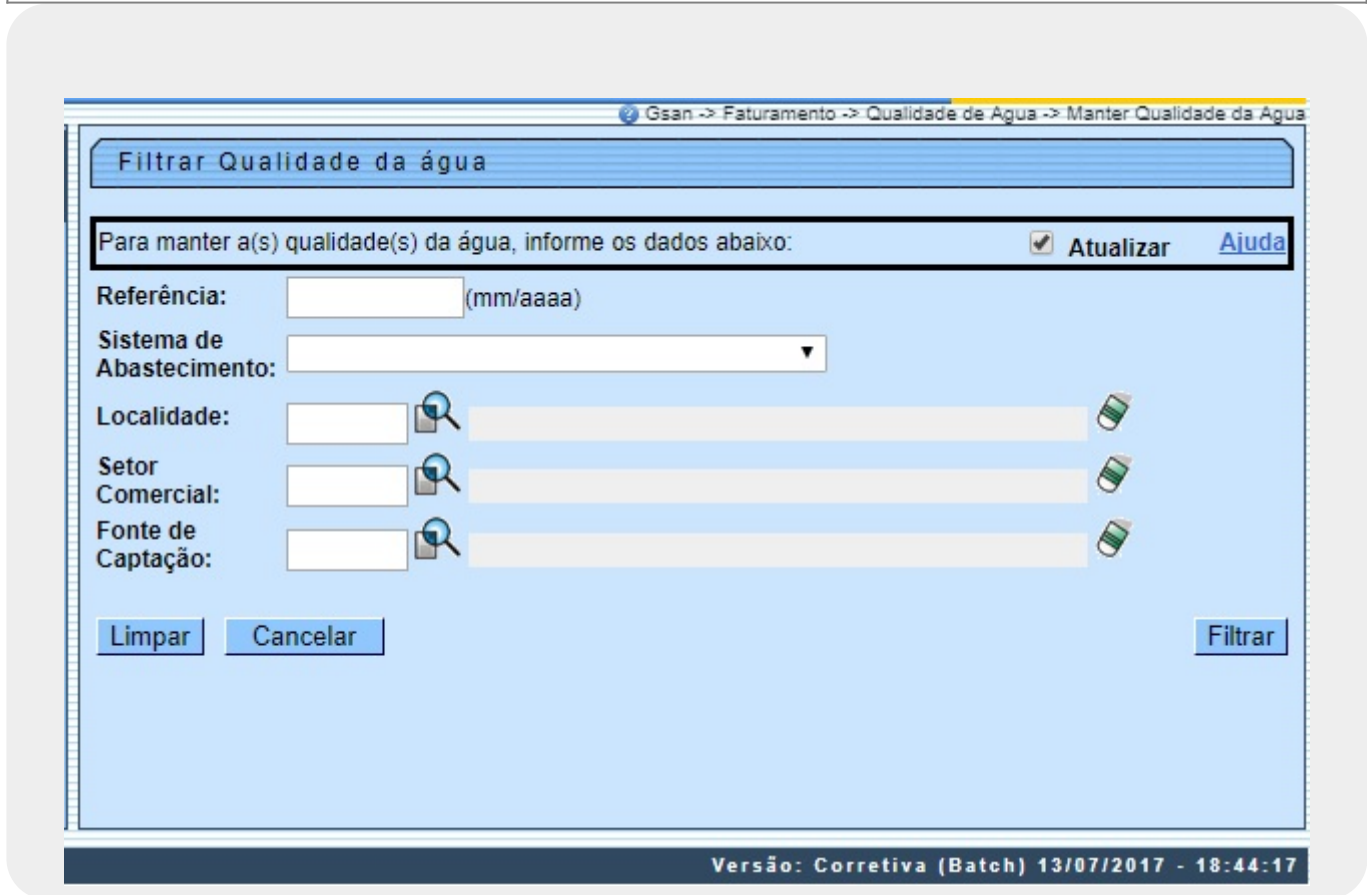 Gsan -> Faturamento -> Qualidade de Agua -> Manter Qualidade da Agua
Filtrar Qualidade da água
Para manter a(s) qualidade(s) da água, informe os dados abaixo: Atualizar Ajuda
Referência: (mm/aaaa)
Sistema de
Abastecimento:
Localidade:
Setor
Comercial:
Fonte de
Captação:
Limpar Cancelar Filtrar
Versão: Corretiva (Batch) 13/07/2017 - 18:44:17